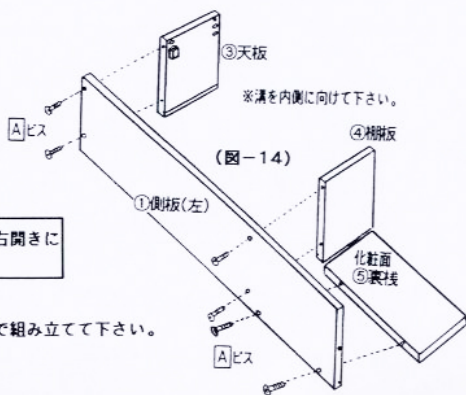 ③天板
※溝を内側に向けて下さい。
Aビス
④棚板
(図-14)
①側板(左)
右開きに
化粧面
⑤裏桟
で組み立てて下さい。
Aビス